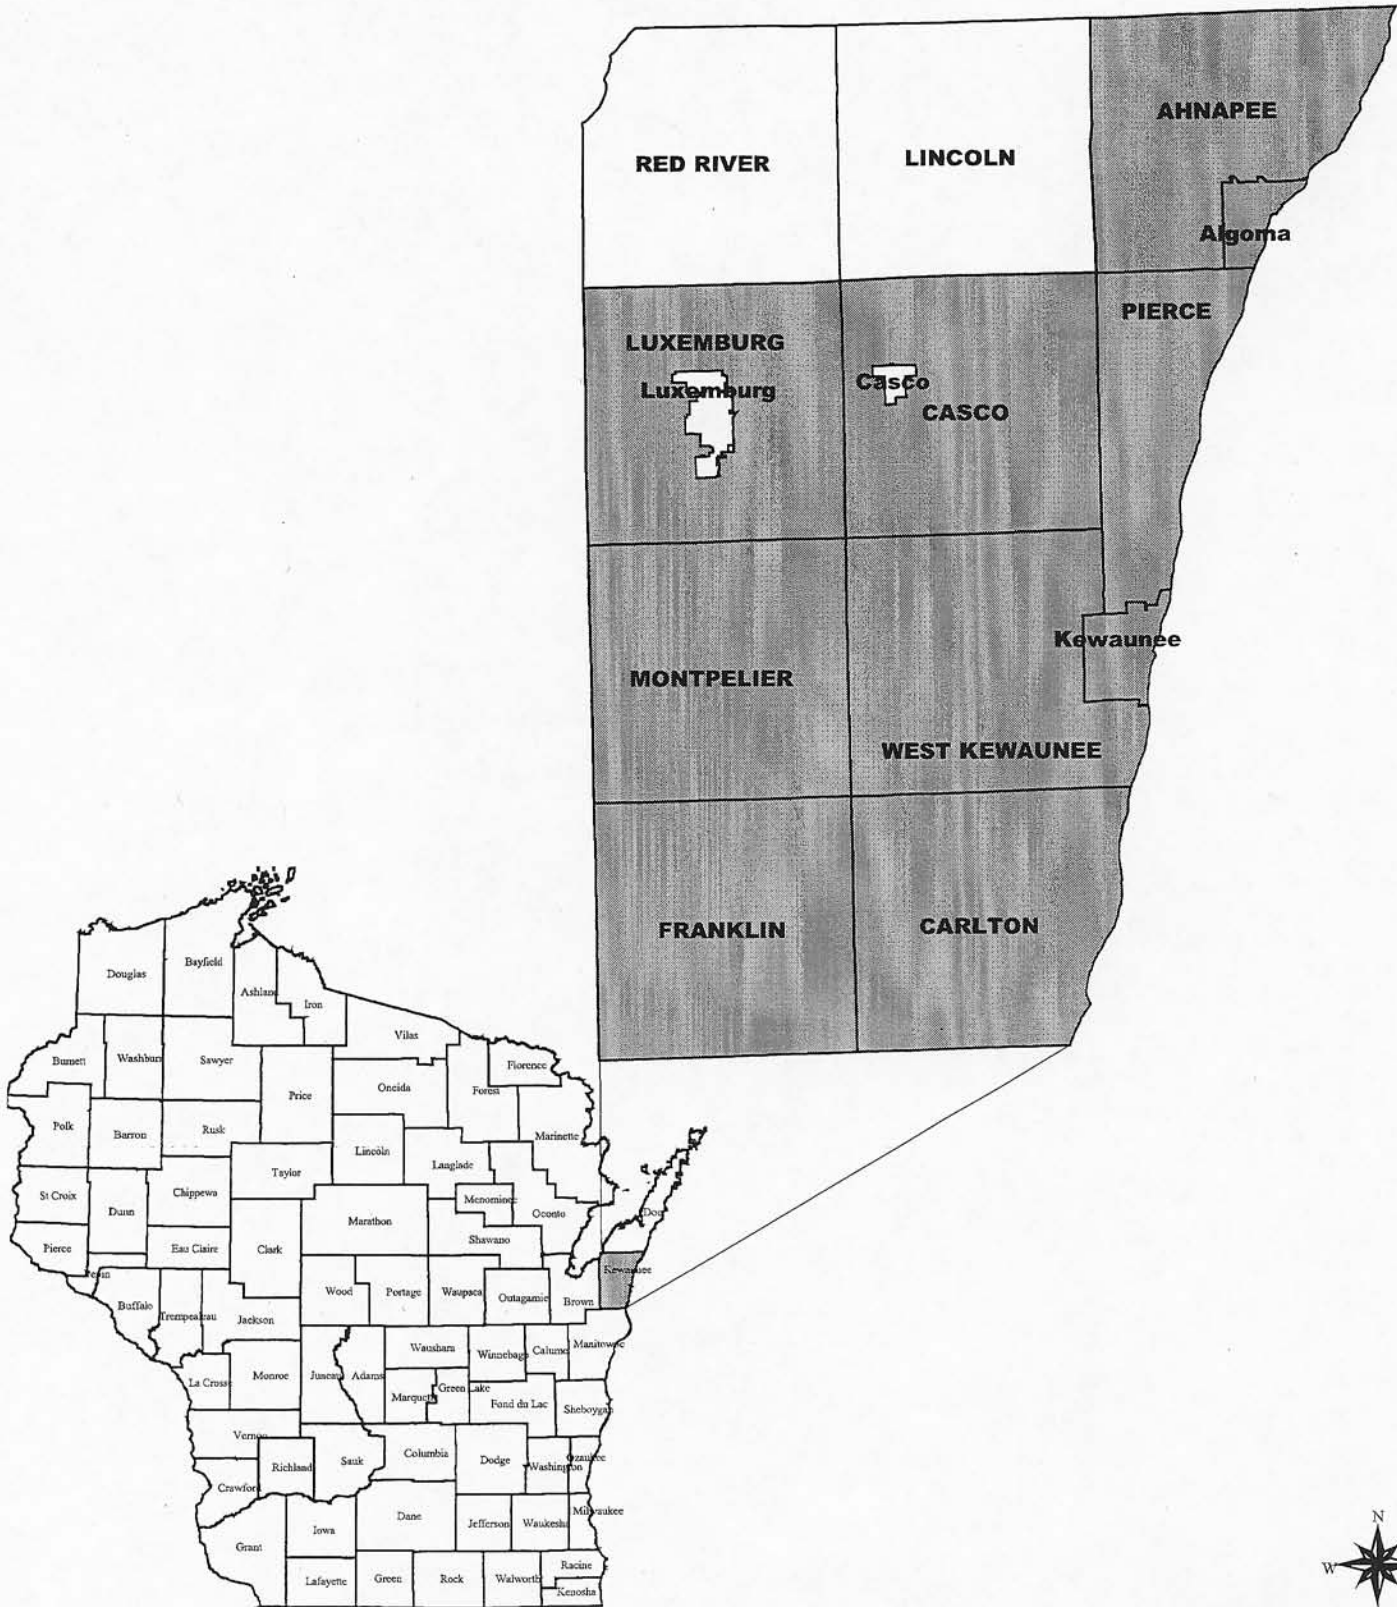 AHNAPEE
RED RIVER
LINCOLN
Algoma
PIERCE
LUXEMBURG
Luxemburg
Casco
CASCO
Kewaunee
MONTPELIER
WEST KEWAUNEE
FRANKLIN
CARLTON
Douglas
Bayfield
Ashland
Iron
Vilas
Burnett
Washburn
Sawyer
Florence
Price
Oneida
Forest
Polk
Barron
Rusk
Marinette
Lincoln
Langlade
Taylor
St Croix
Chippewa
Menominee
Dunn
Oconto
Door
Marathon
Shawano
Pierce
Eau Claire
Clark
Kewaunee
Pepin
Wood
Portage
Waupaca
Outagamie
Brown
Buffalo
Trempealeau
Jackson
Waushara
Winnebago
Calumet
Manitowoc
La Crosse
Monroe
Juneau
Adams
Marquette
Green Lake
Fond du Lac
Sheboygan
Vernon
Richland
Sauk
Columbia
Dodge
Washington
Ozaukee
Crawford
Dane
Jefferson
Waukesha
Milwaukee
Grant
Iowa
Racine
Lafayette
Green
Rock
Walworth
Kenosha
N
W